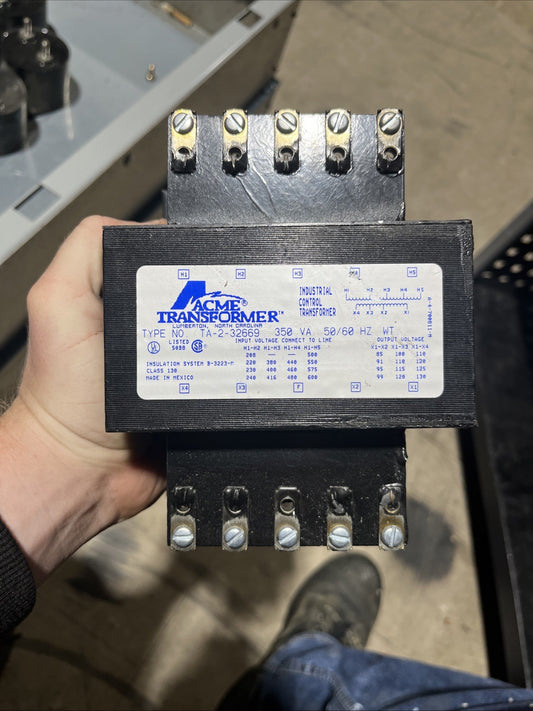 H1 H2 H3 H4 H5
ACME®
TRANSFORMER™
LUMBERTON, NORTH CAROLINA
INDUSTRIAL
CONTROL
TRANSFORMER
H1 H2 H3 H4 H5
X4 X3 X2 X1
TYPE NO TA-2-32669 350 VA 50/60 HZ WT
LISTED
50BB
INPUT VOLTAGE CONNECT TO LINE OUTPUT VOLTAGE
H1-H2 H1-H3 H1-H4 H1-H5 X1-X2 X1-X3 X1-X4
208 — — 500 85 100 110
220 380 440 550 91 110 120
230 400 460 575 95 115 125
240 416 480 600 99 120 130
INSULATION SYSTEM B-3223-M
CLASS 130
MADE IN MEXICO
X4 X3 F X2 X1